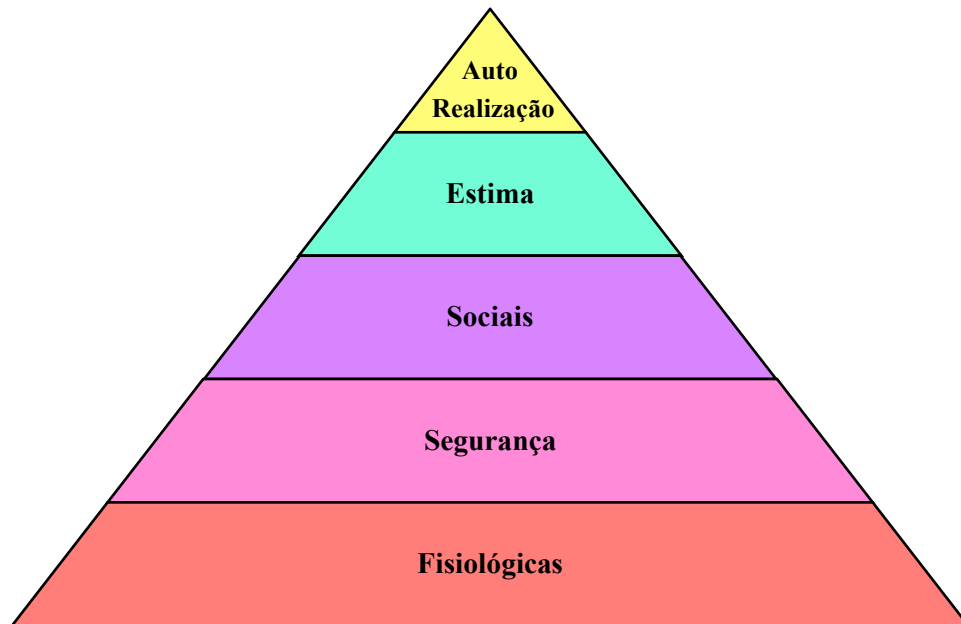 Auto
Realização
Estima
Sociais
Segurança
Fisiológicas